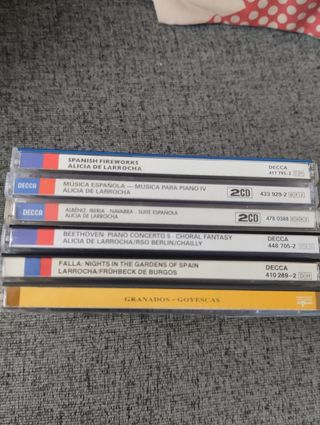 SPANISH FIREWORKS
ALICIA DE LARROCHA
DECCA
417 795-2
DECCA
MÚSICA ESPAÑOLA — MÚSICA PARA PIANO IV
ALICIA DE LARROCHA
2CD
433 929-2
DECCA
ALBÉNIZ: IBERIA · NAVARRA · SUITE ESPAÑOLA
ALICIA DE LARROCHA
2CD
478 0388
BEETHOVEN: PIANO CONCERTO 5 · CHORAL FANTASY
ALICIA DE LARROCHA/RSO BERLIN/CHAILLY
DECCA
448 705-2
FALLA: NIGHTS IN THE GARDENS OF SPAIN
LARROCHA/FRÜHBECK DE BURGOS
DECCA
410 289-2
GRANADOS - GOYESCAS